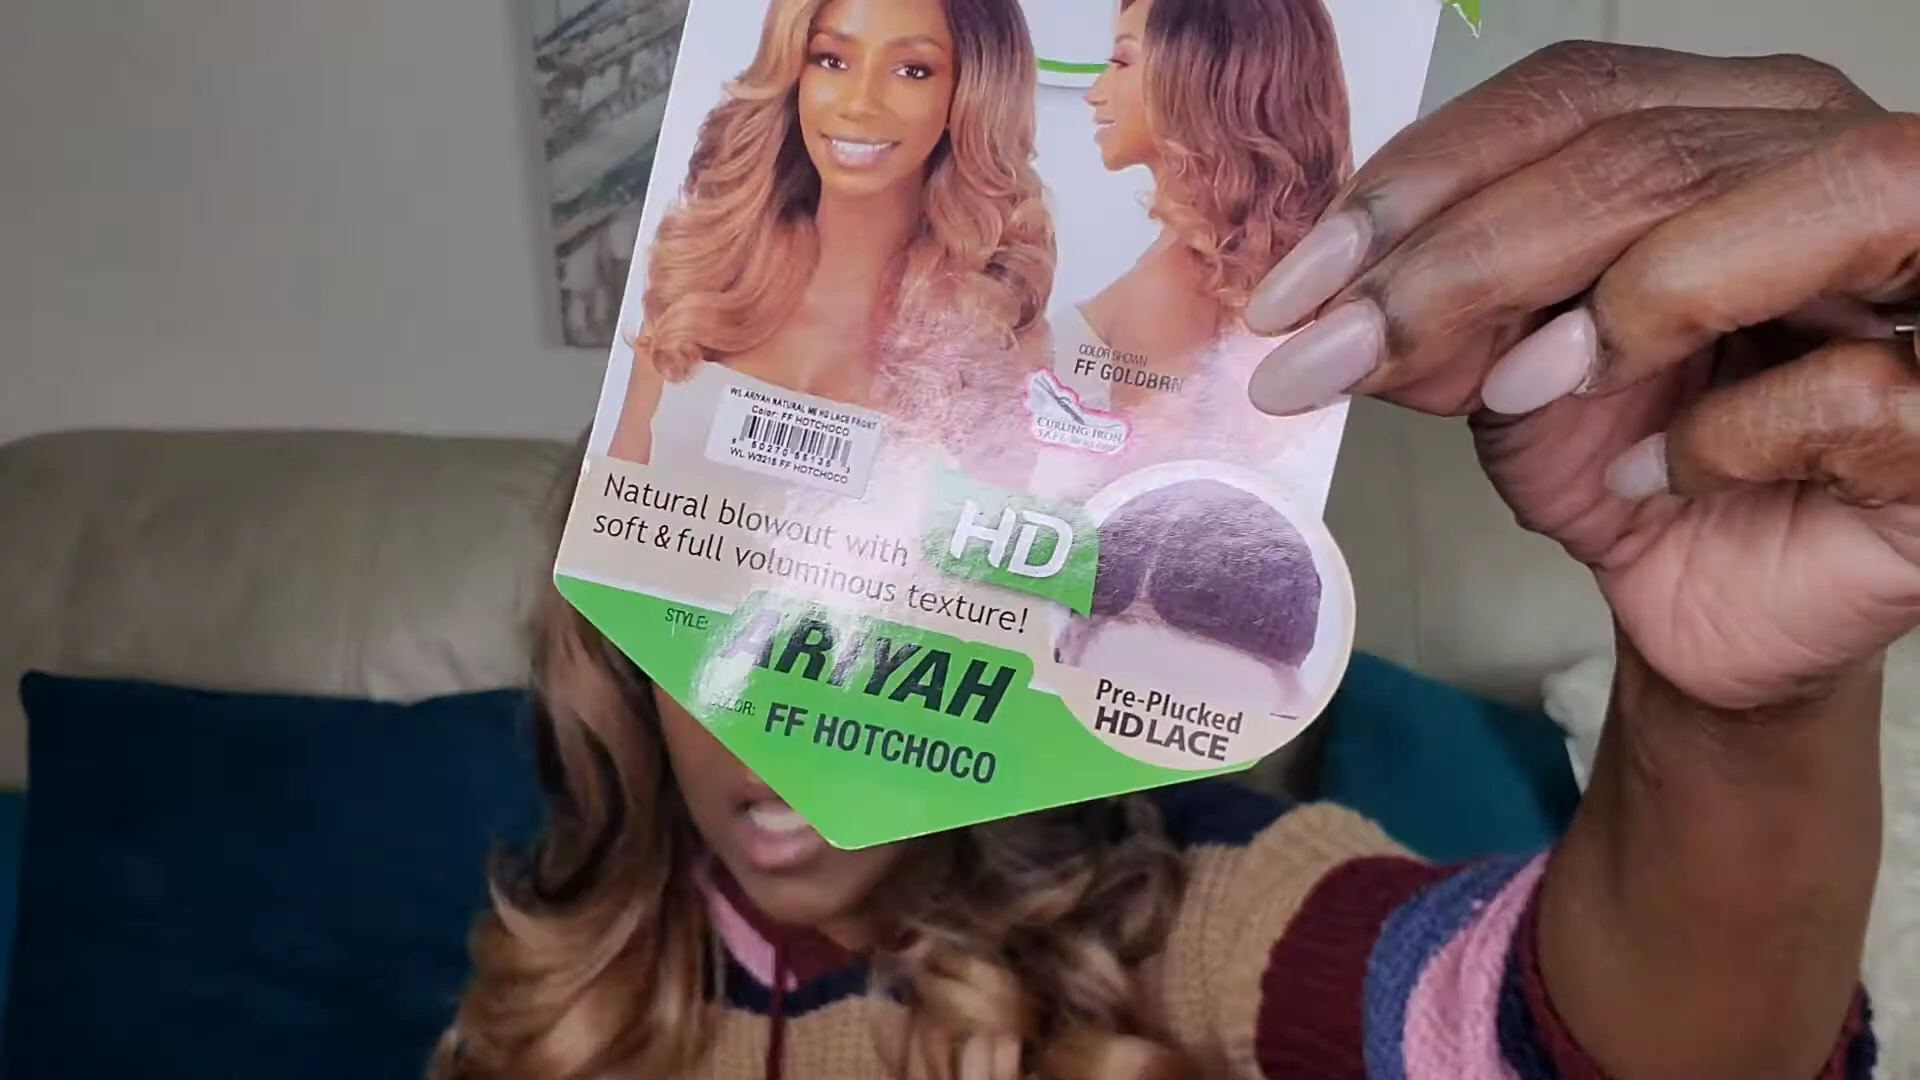 COLOR SHOWN
FF GOLDBRN
CURLING IRON
SAFE
WL ARIYAH NATURAL ME HD LACE FRONT
Color: FF HOTCHOCO
WL W3215 FF HOTCHOCO
Natural blowout with
soft & full voluminous texture!
HD
STYLE: ARIYAH
COLOR: FF HOTCHOCO
Pre-Plucked
HD LACE